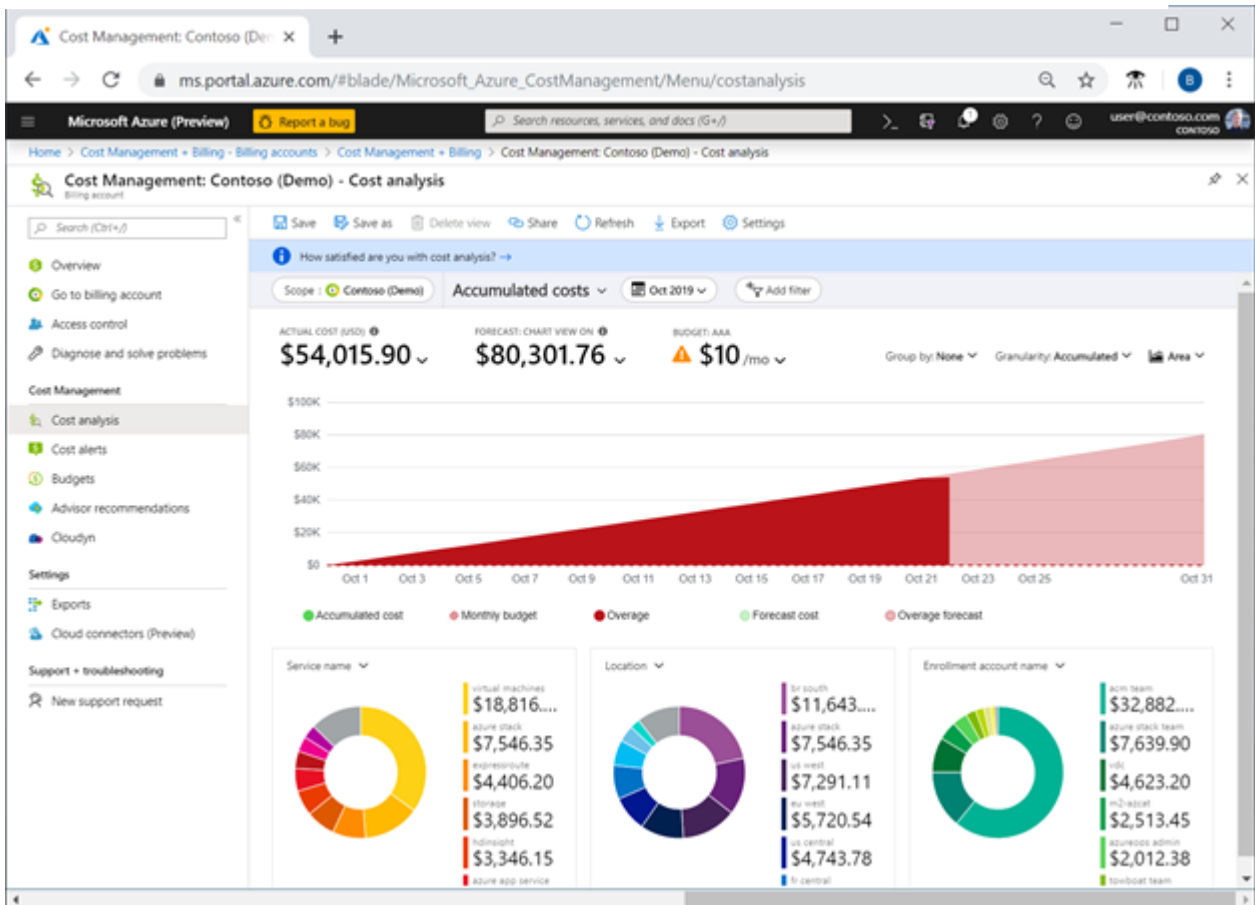 Cost Management: Contoso (Den
ms.portal.azure.com/#blade/Microsoft_Azure_CostManagement/Menu/costanalysis
B
Microsoft Azure (Preview)
Report a bug
Search resources, services, and docs (G+/)
user@contoso.com
CONTOSO
Home > Cost Management + Billing - Billing accounts > Cost Management + Billing > Cost Management: Contoso (Demo) - Cost analysis
Cost Management: Contoso (Demo) - Cost analysis
Billing account
Search (Ctrl+/)
Overview
Go to billing account
Access control
Diagnose and solve problems
Cost Management
Cost analysis
Cost alerts
Budgets
Advisor recommendations
Cloudyn
Settings
Exports
Cloud connectors (Preview)
Support + troubleshooting
New support request
Save Save as Delete view Share Refresh Export Settings
How satisfied are you with cost analysis? →
Scope : Contoso (Demo) Accumulated costs Oct 2019 Add filter
ACTUAL COST (USD) FORECAST: CHART VIEW ON BUDGET: AAA
$54,015.90 $80,301.76 $10 /mo
Group by: None Granularity: Accumulated Area
$100K
$80K
$60K
$40K
$20K
$0
Oct 1 Oct 3 Oct 5 Oct 7 Oct 9 Oct 11 Oct 13 Oct 15 Oct 17 Oct 19 Oct 21 Oct 23 Oct 25 Oct 31
Accumulated cost Monthly budget Overage Forecast cost Overage forecast
Service name
virtual machines
$18,816....
azure stack
$7,546.35
expressroute
$4,406.20
storage
$3,896.52
hdinsight
$3,346.15
azure app service
Location
br south
$11,643....
azure stack
$7,546.35
us west
$7,291.11
eu west
$5,720.54
us central
$4,743.78
fr central
Enrollment account name
acm team
$32,882....
azure stack team
$7,639.90
vdc
$4,623.20
m2-azcat
$2,513.45
azureops admin
$2,012.38
towboat team